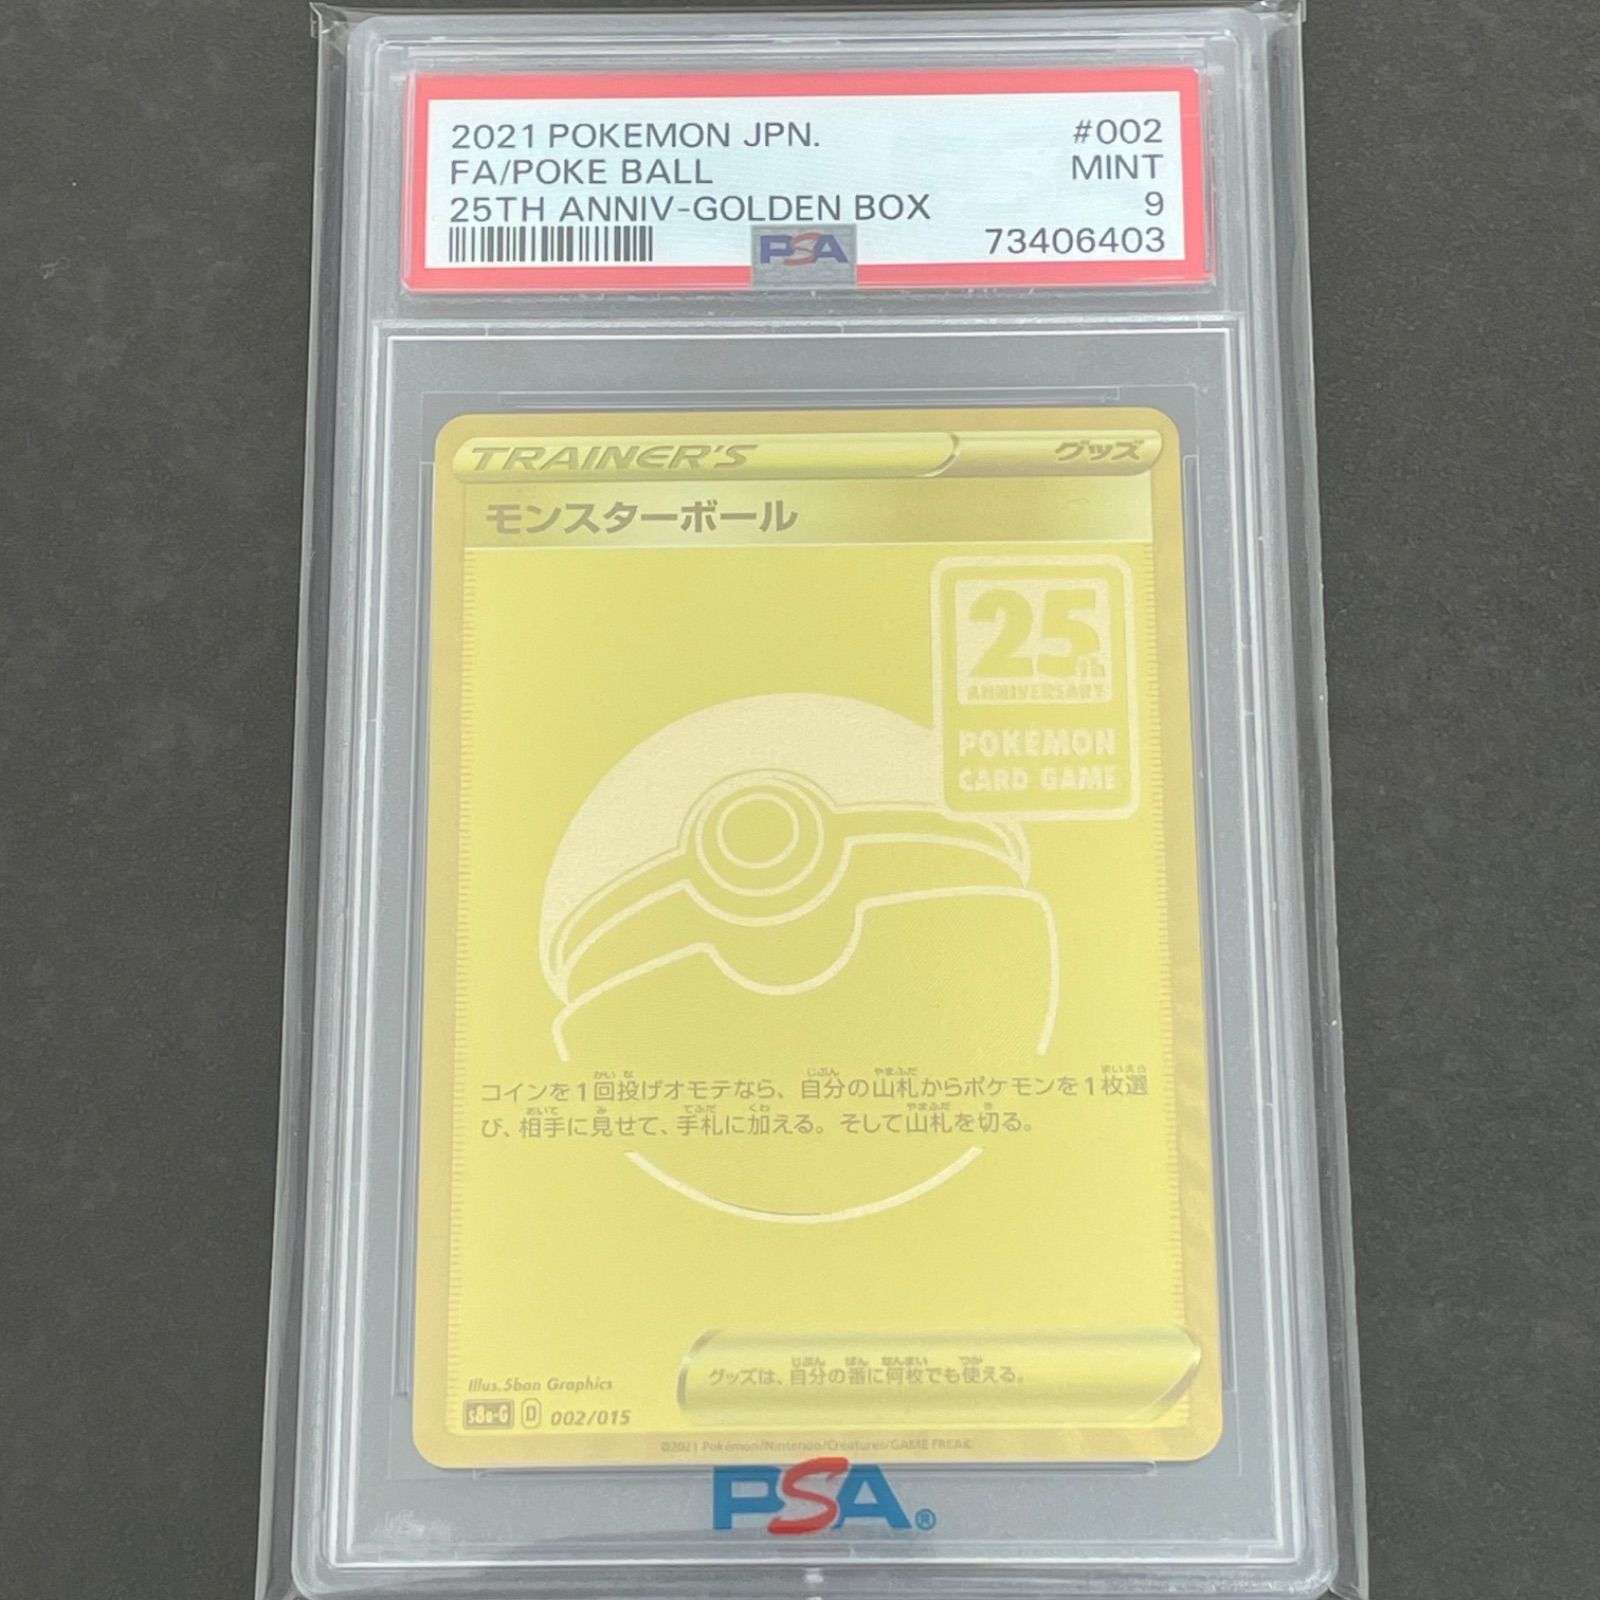 2021 POKEMON JPN. #002
FA/POKE BALL MINT
25TH ANNIV-GOLDEN BOX 9
PSA 73406403
TRAINER'S グッズ
モンスターボール
25th
ANNIVERSARY
POKÉMON
CARD GAME
コインを1回投げオモテなら、自分の山札からポケモンを1枚選
び、相手に見せて、手札に加える。そして山札を切る。
グッズは、自分の番に何枚でも使える。
Illus. 5ban Graphics
s8a-G D 002/015
©2021 Pokémon/Nintendo/Creatures/GAME FREAK
PSA®